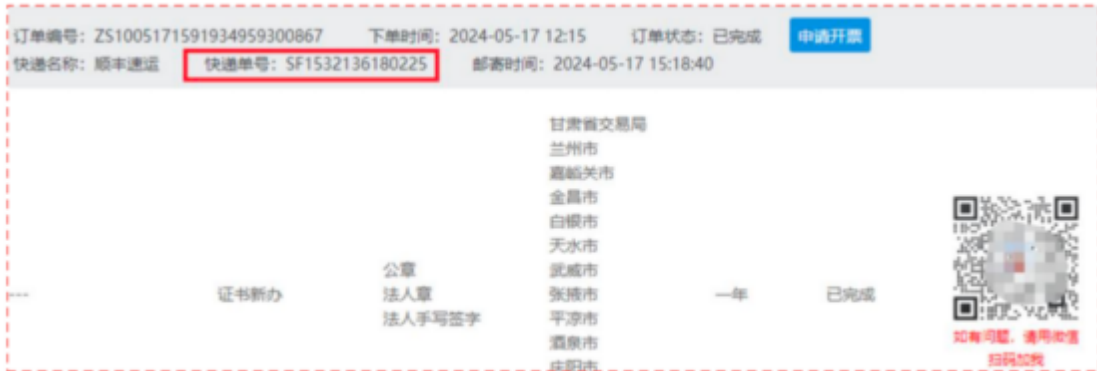 订单编号: ZS10051715919349593​00867 下单时间: 2024-05-17 12:15 订单状态: 已完成 申请开票
快递名称: 顺丰速运 快递单号: SF1532136180225 邮寄时间: 2024-05-17 15:18:40
甘肃省交易局
兰州市
嘉峪关市
金昌市
白银市
天水市
公章 武威市
--- 证书新办 法人章 张掖市 一年 已完成
法人手写签字 平凉市
酒泉市
庆阳市
如有问题, 请用微信
扫码加我